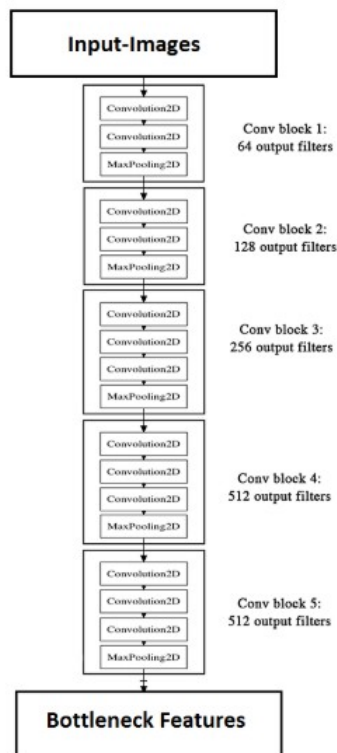 Input-Images
Convolution2D
Convolution2D
MaxPooling2D
Conv block 1:
64 output filters
Convolution2D
Convolution2D
MaxPooling2D
Conv block 2:
128 output filters
Convolution2D
Convolution2D
Convolution2D
MaxPooling2D
Conv block 3:
256 output filters
Convolution2D
Convolution2D
Convolution2D
MaxPooling2D
Conv block 4:
512 output filters
Convolution2D
Convolution2D
Convolution2D
MaxPooling2D
Conv block 5:
512 output filters
Bottleneck Features